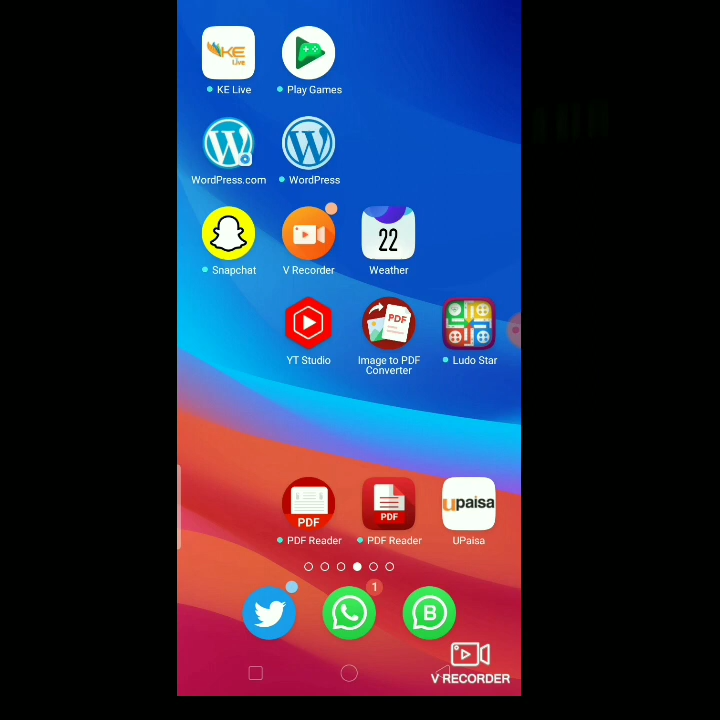 KE
Live
KE Live
Play Games
WordPress.com
WordPress
22
Snapchat
V Recorder
Weather
PDF
YT Studio
Image to PDF
Converter
Ludo Star
PDF
PDF
upaisa
PDF Reader
PDF Reader
UPaisa
1
B
V RECORDER